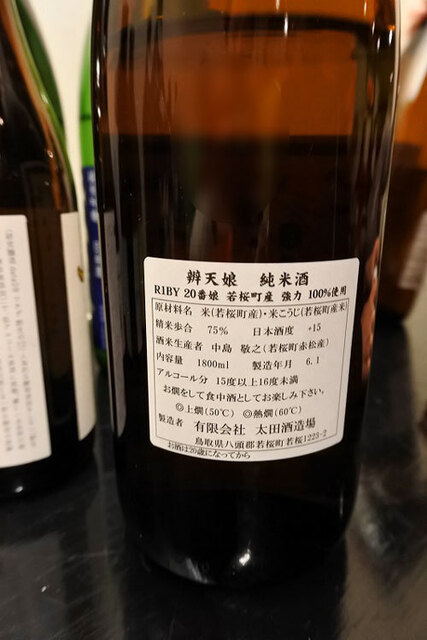 辨天娘 純米酒
R1BY 20番娘 若桜町産 強力 100%使用
原材料名 米(若桜町産)・米こうじ(若桜町産米)
精米歩合 75% 日本酒度 +15
酒米生産者 中島 敬之(若桜町赤松産)
内容量 1800ml 製造年月 6.1
アルコール分 15度以上16度未満
お燗をして食中酒としてお楽しみ下さい。
◎上燗(50℃) ◎熱燗(60℃)
製造者 有限会社 太田酒造場
鳥取県八頭郡若桜町若桜1223-2
お酒は20歳になってから